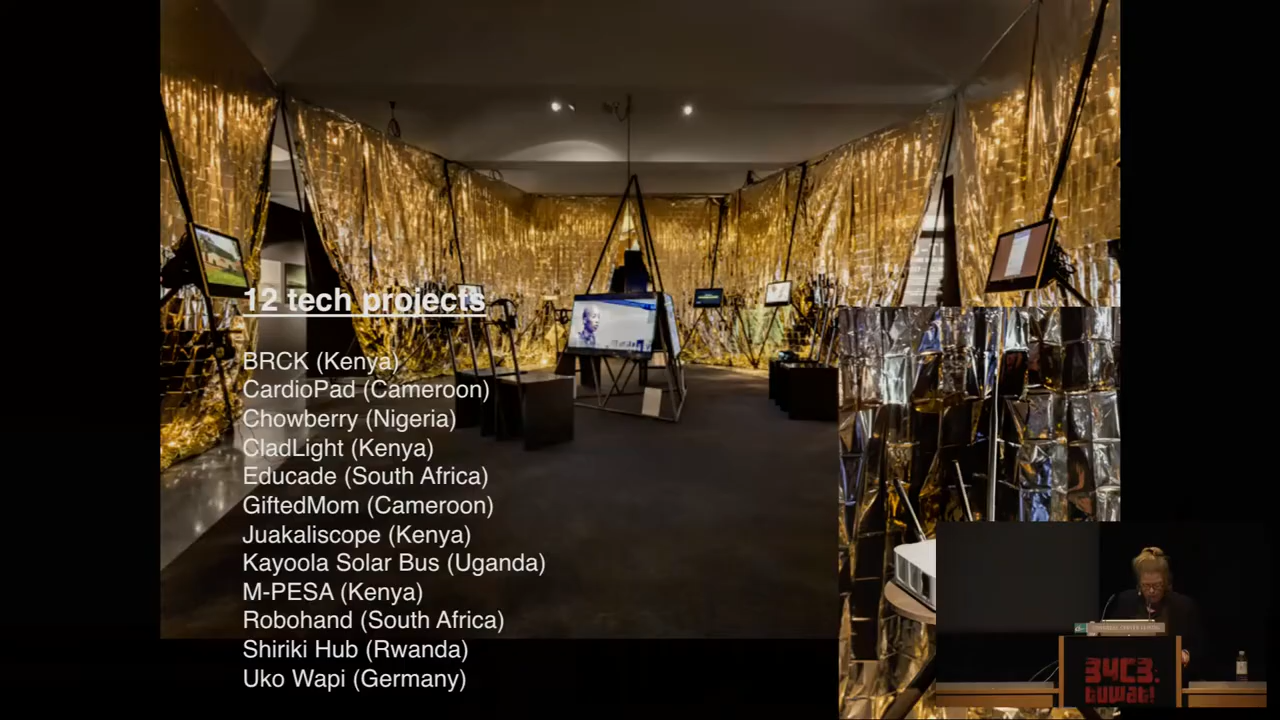 12 tech projects
BRCK (Kenya)
CardioPad (Cameroon)
Chowberry (Nigeria)
CladLight (Kenya)
Educade (South Africa)
GiftedMom (Cameroon)
Juakaliscope (Kenya)
Kayoola Solar Bus (Uganda)
M-PESA (Kenya)
Robohand (South Africa)
Shiriki Hub (Rwanda)
Uko Wapi (Germany)
34C3.
tuwat!